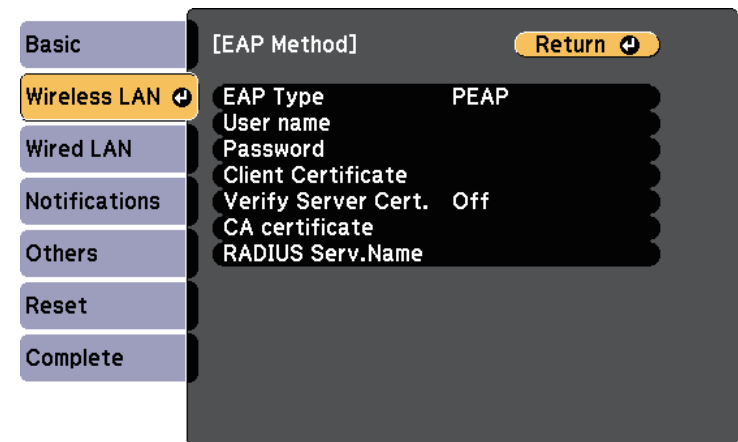 Basic
Wireless LAN
Wired LAN
Notifications
Others
Reset
Complete
[EAP Method]
Return
EAP Type PEAP
User name
Password
Client Certificate
Verify Server Cert. Off
CA certificate
RADIUS Serv.Name